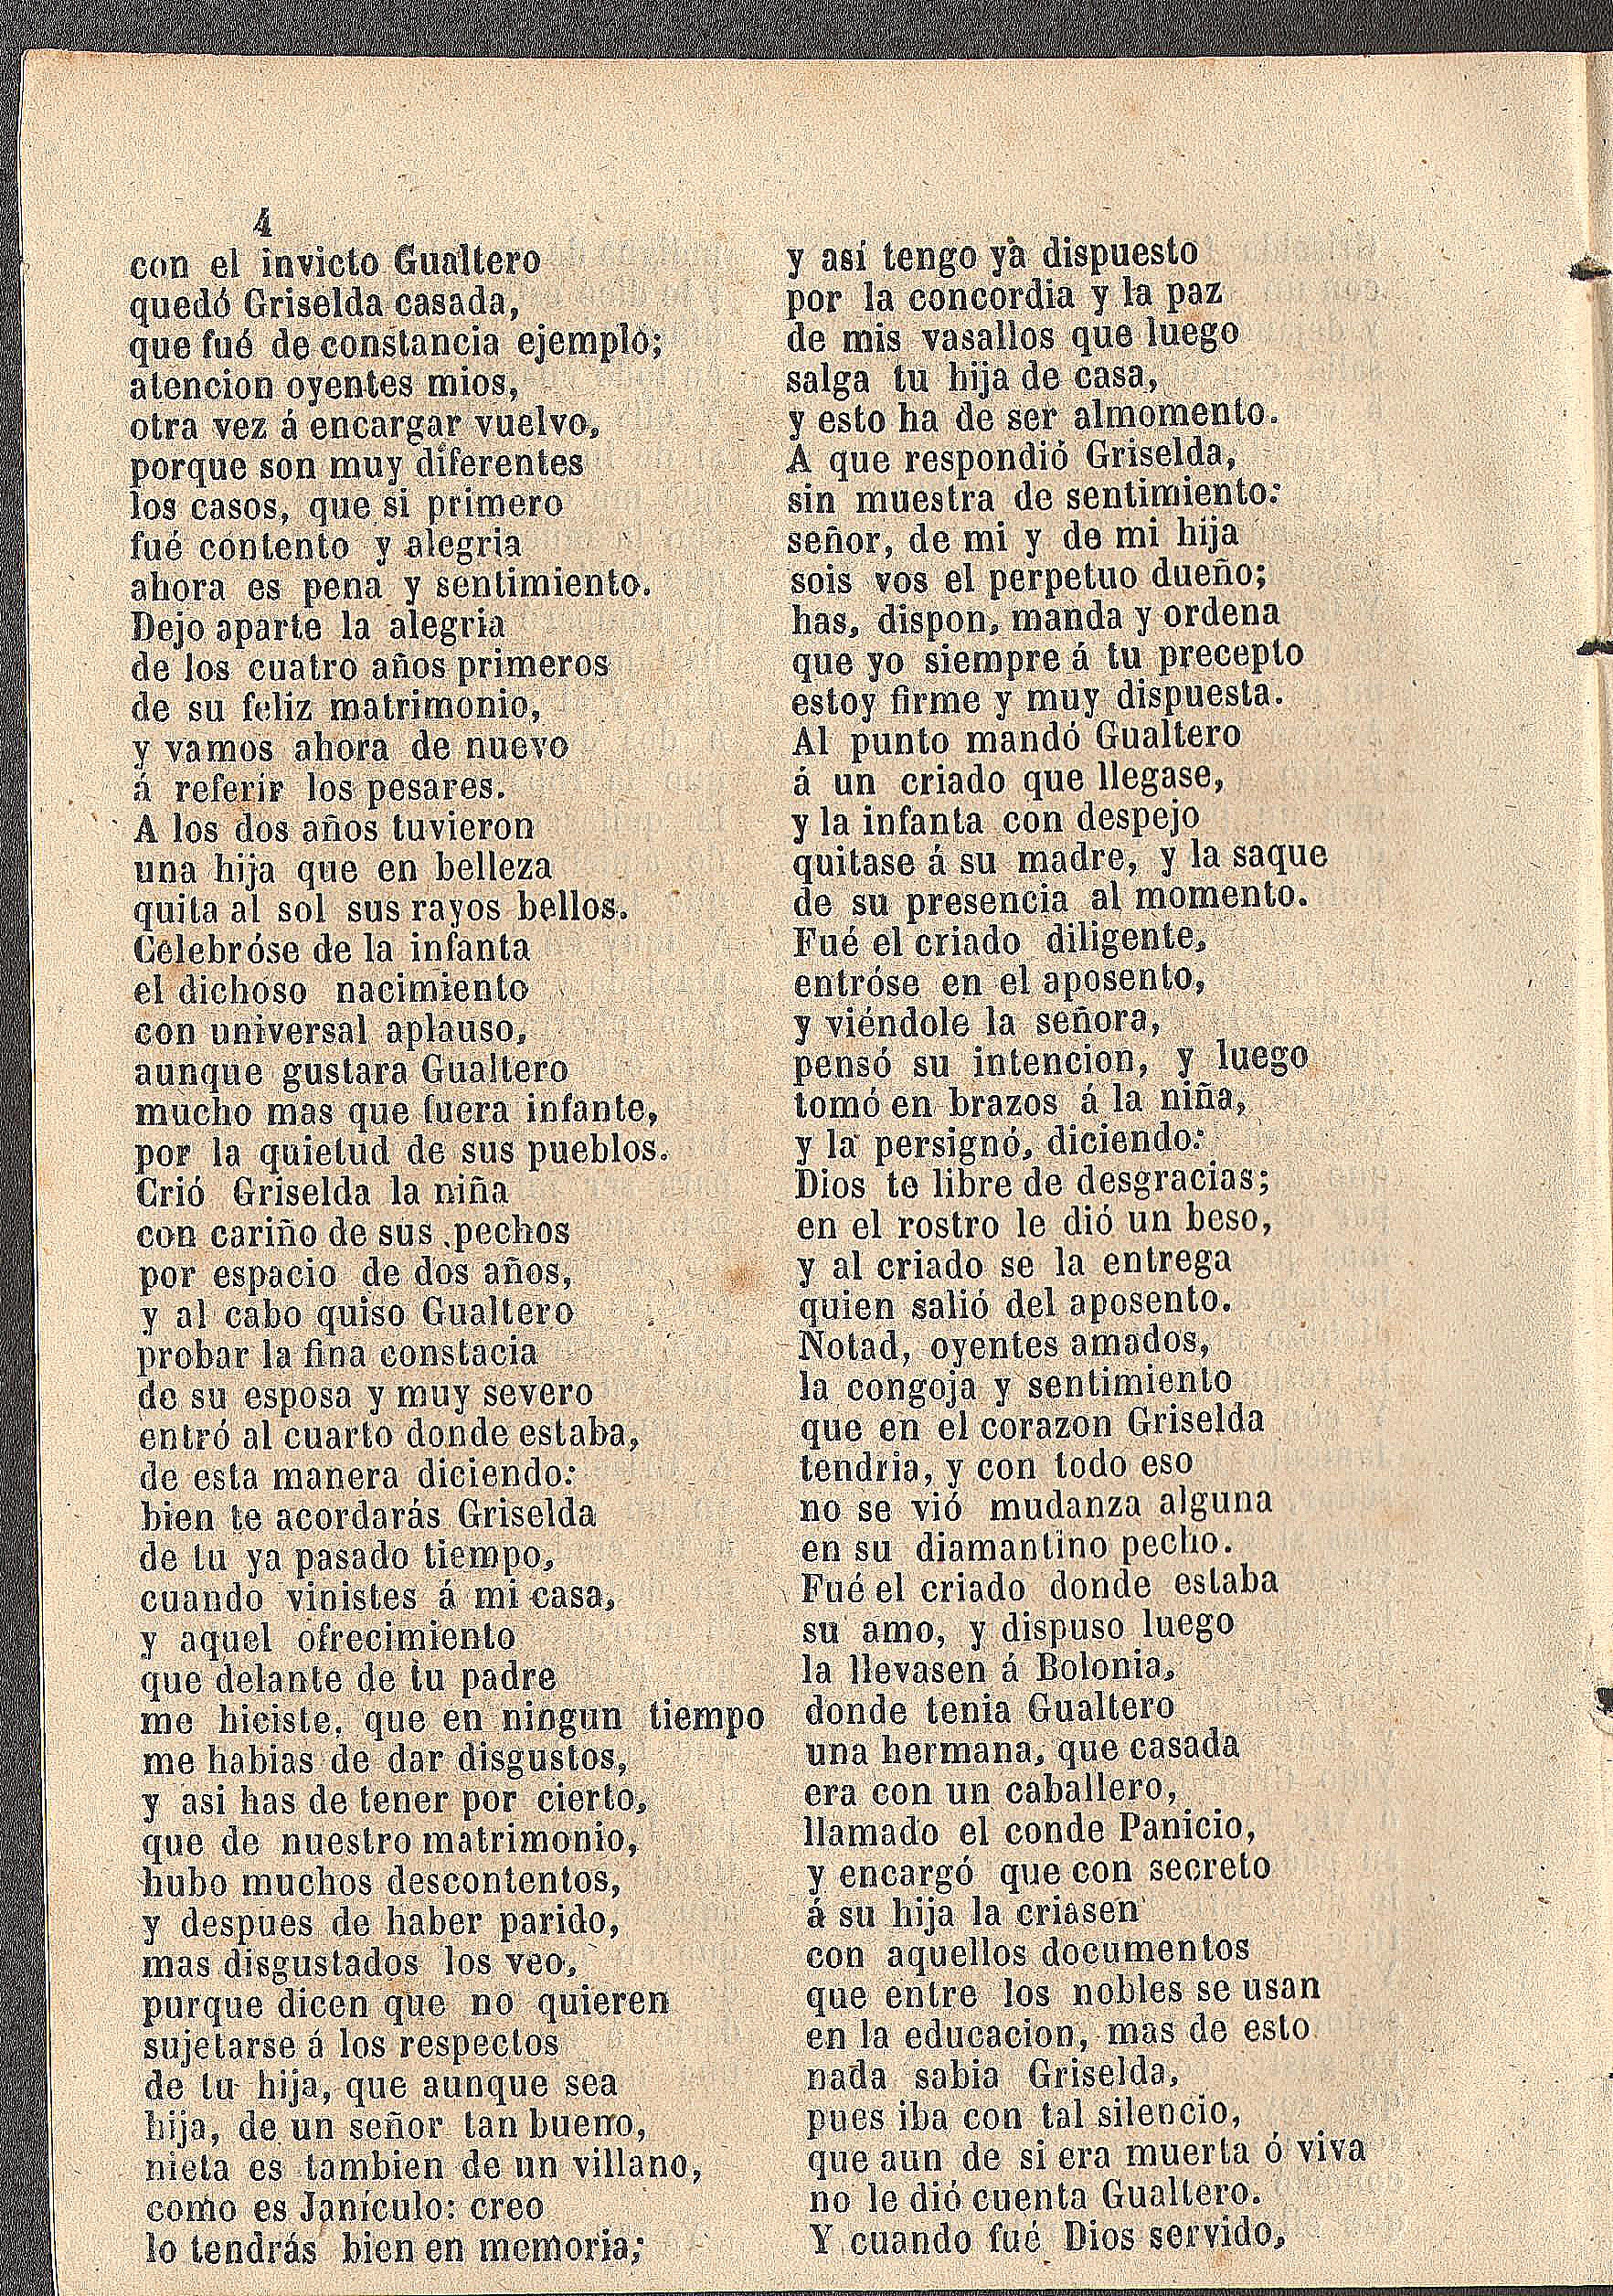 4
con el invicto Gualtero
quedó Griselda casada,
que fué de constancia ejemplo;
atencion oyentes mios,
otra vez á encargar vuelvo,
porque son muy diferentes
los casos, que si primero
fué contento y alegria
ahora es pena y sentimiento.
Dejo aparte la alegria
de los cuatro años primeros
de su feliz matrimonio,
y vamos ahora de nuevo
á referir los pesares.
A los dos años tuvieron
una hija que en belleza
quita al sol sus rayos bellos.
Celebróse de la infanta
el dichoso nacimiento
con universal aplauso,
aunque gustara Gualtero
mucho mas que fuera infante,
por la quietud de sus pueblos.
Crió Griselda la niña
con cariño de sus pechos
por espacio de dos años,
y al cabo quiso Gualtero
probar la fina constacia
de su esposa y muy severo
entró al cuarto donde estaba,
de esta manera diciendo:
bien te acordarás Griselda
de tu ya pasado tiempo,
cuando vinistes á mi casa,
y aquel ofrecimiento
que delante de tu padre
me hiciste, que en ningun tiempo
me habias de dar disgustos,
y asi has de tener por cierto,
que de nuestro matrimonio,
hubo muchos descontentos,
y despues de haber parido,
mas disgustados los veo,
purque dicen que no quieren
sujetarse á los respectos
de tu hija, que aunque sea
hija, de un señor tan bueno,
nieta es tambien de un villano,
como es Janículo: creo
lo tendrás bien en memoria;
y así tengo ya dispuesto
por la concordia y la paz
de mis vasallos que luego
salga tu hija de casa,
y esto ha de ser almomento.
A que respondió Griselda,
sin muestra de sentimiento:
señor, de mi y de mi hija
sois vos el perpetuo dueño;
has, dispon, manda y ordena
que yo siempre á tu precepto
estoy firme y muy dispuesta.
Al punto mandó Gualtero
á un criado que llegase,
y la infanta con despejo
quitase á su madre, y la saque
de su presencia al momento.
Fué el criado diligente,
entróse en el aposento,
y viéndole la señora,
pensó su intencion, y luego
tomó en brazos á la niña,
y la persignó, diciendo:
Dios te libre de desgracias;
en el rostro le dió un beso,
y al criado se la entrega
quien salió del aposento.
Notad, oyentes amados,
la congoja y sentimiento
que en el corazon Griselda
tendria, y con todo eso
no se vió mudanza alguna
en su diamantino pecho.
Fué el criado donde estaba
su amo, y dispuso luego
la llevasen á Bolonia,
donde tenia Gualtero
una hermana, que casada
era con un caballero,
llamado el conde Panicio,
y encargó que con secreto
á su hija la criasen
con aquellos documentos
que entre los nobles se usan
en la educacion, mas de esto
nada sabia Griselda,
pues iba con tal silencio,
que aun de si era muerta ó viva
no le dió cuenta Gualtero.
Y cuando fué Dios servido,